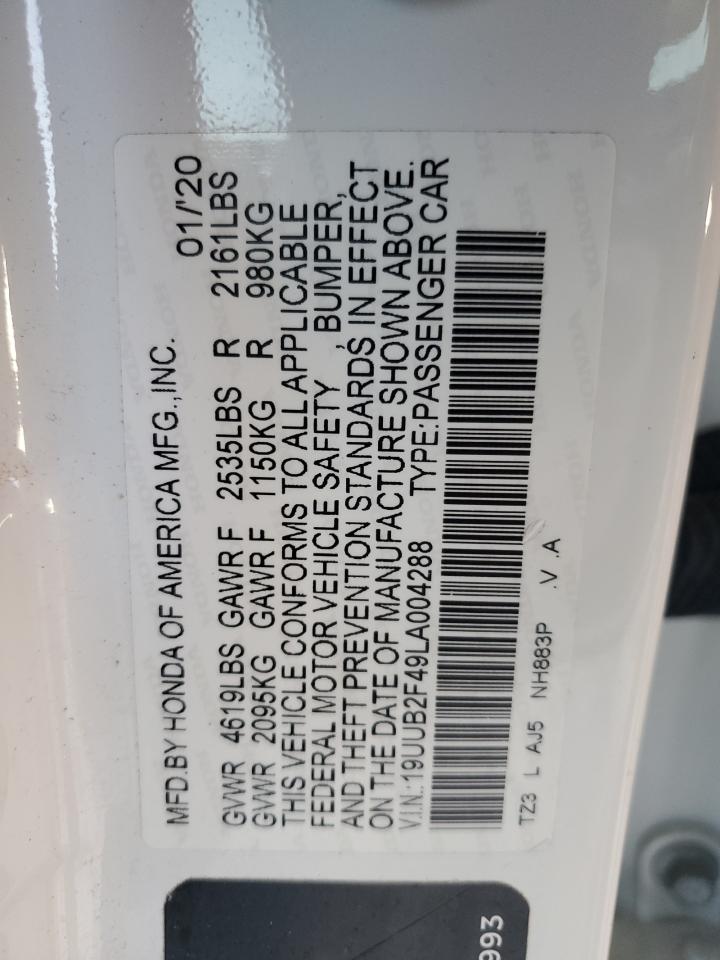 MFD.BY HONDA OF AMERICA MFG.,INC. 01/'20
GVWR 4619LBS GAWR F 2535LBS R 2161LBS
GVWR 2095KG GAWR F 1150KG R 980KG
THIS VEHICLE CONFORMS TO ALL APPLICABLE
FEDERAL MOTOR VEHICLE SAFETY , BUMPER,
AND THEFT PREVENTION STANDARDS, IN EFFECT
ON THE DATE OF MANUFACTURE SHOWN ABOVE.
V.I.N.:19UUB2F49LA004288 TYPE:PASSENGER CAR
TZ3 L AJ5 NH883P .V .A
993